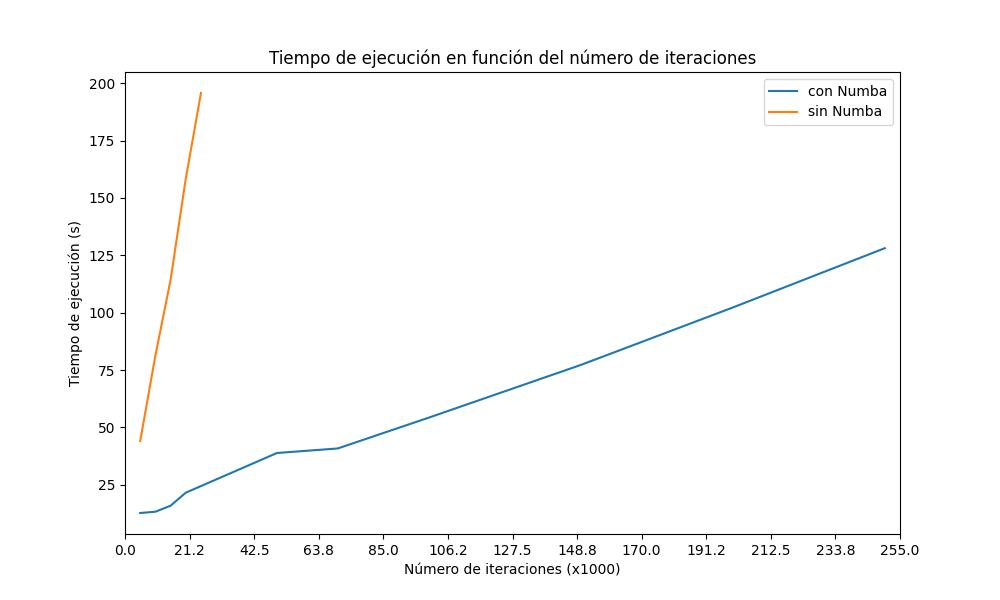 Tiempo de ejecución en función del número de iteraciones
con Numba
sin Numba
Tiempo de ejecución (s)
200
175
150
125
100
75
50
25
0.0 21.2 42.5 63.8 85.0 106.2 127.5 148.8 170.0 191.2 212.5 233.8 255.0
Número de iteraciones (x1000)